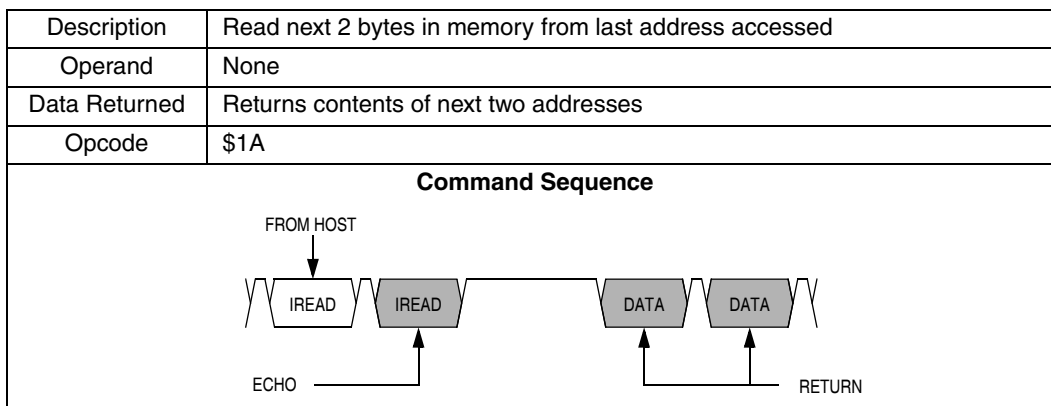 Description Read next 2 bytes in memory from last address accessed
Operand None
Data Returned Returns contents of next two addresses
Opcode $1A
Command Sequence
FROM HOST
IREAD IREAD DATA DATA
ECHO RETURN